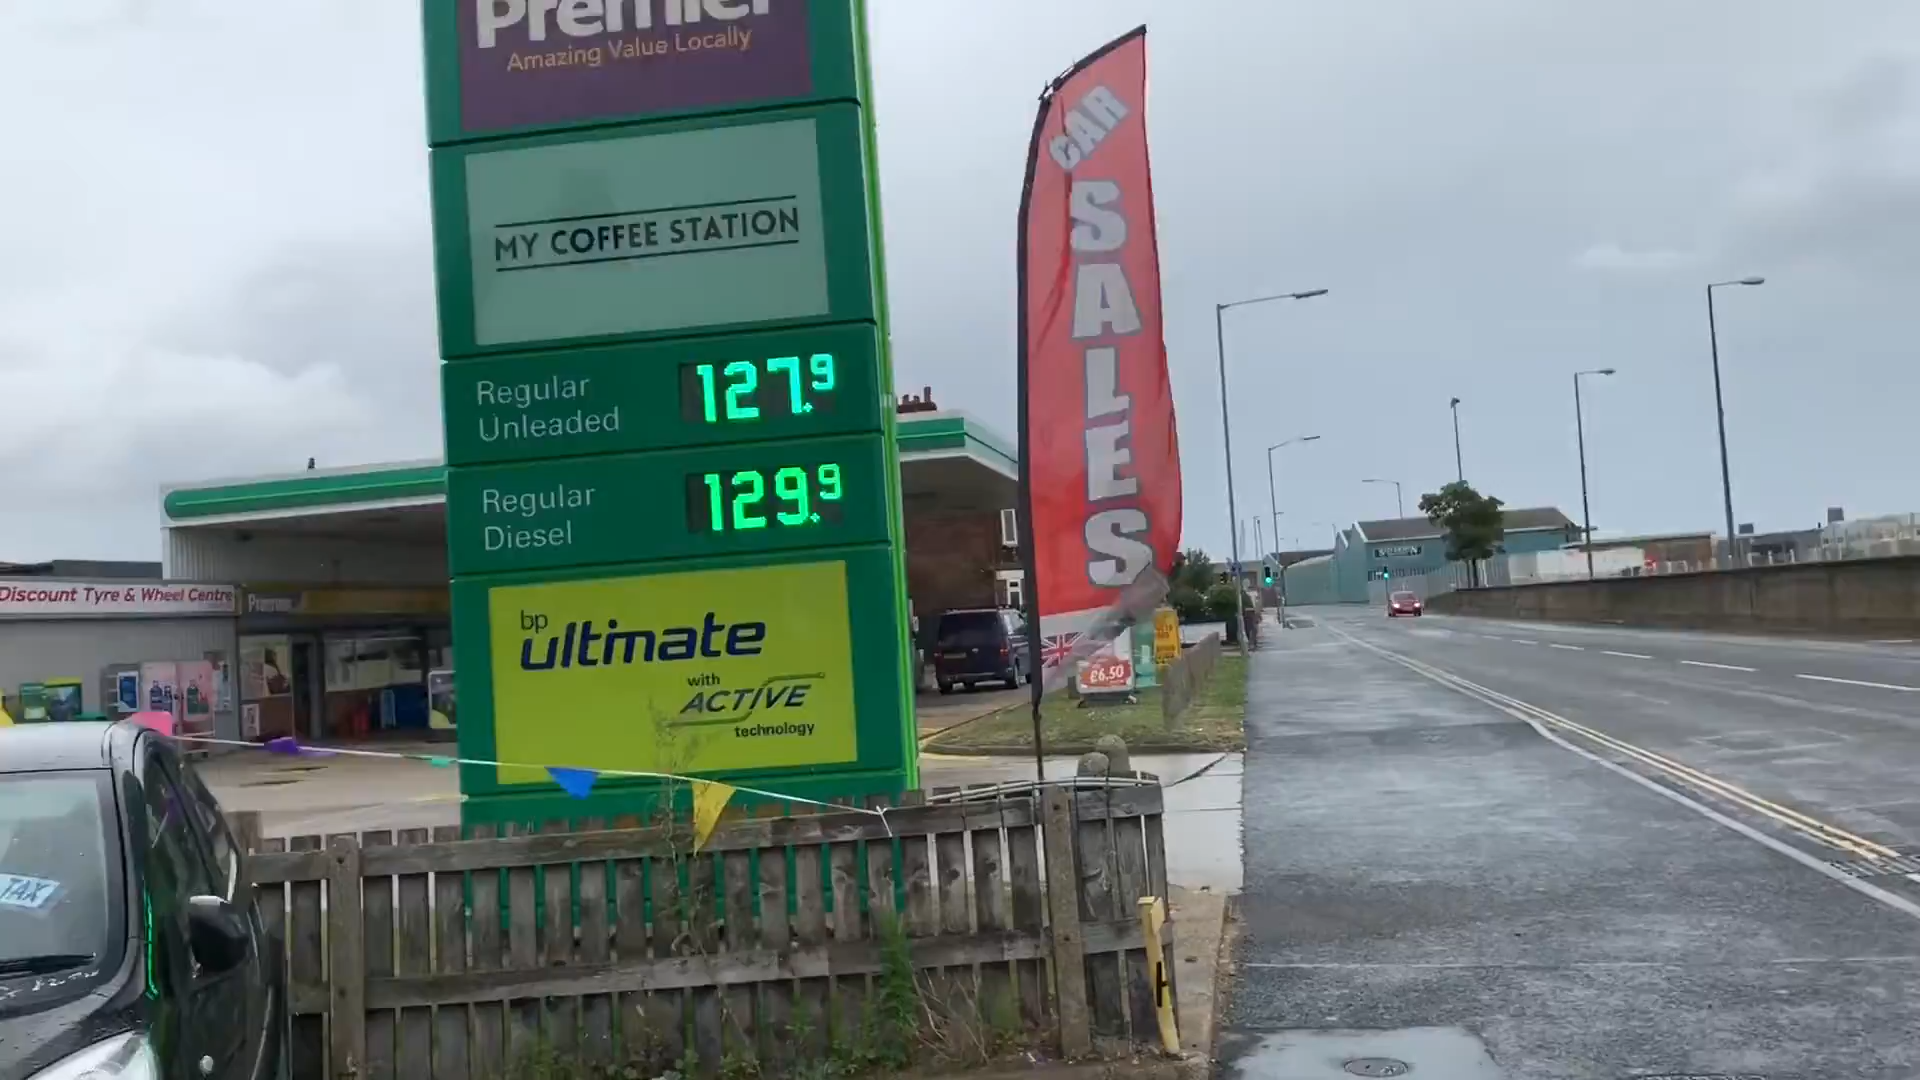 Premier
Amazing Value Locally
MY COFFEE STATION
Regular
Unleaded
127.9
Regular
Diesel
129.9
bp
ultimate
with
ACTIVE
technology
CAR
SALES
£6.50
Discount Tyre & Wheel Centre
Premier
TAX
H